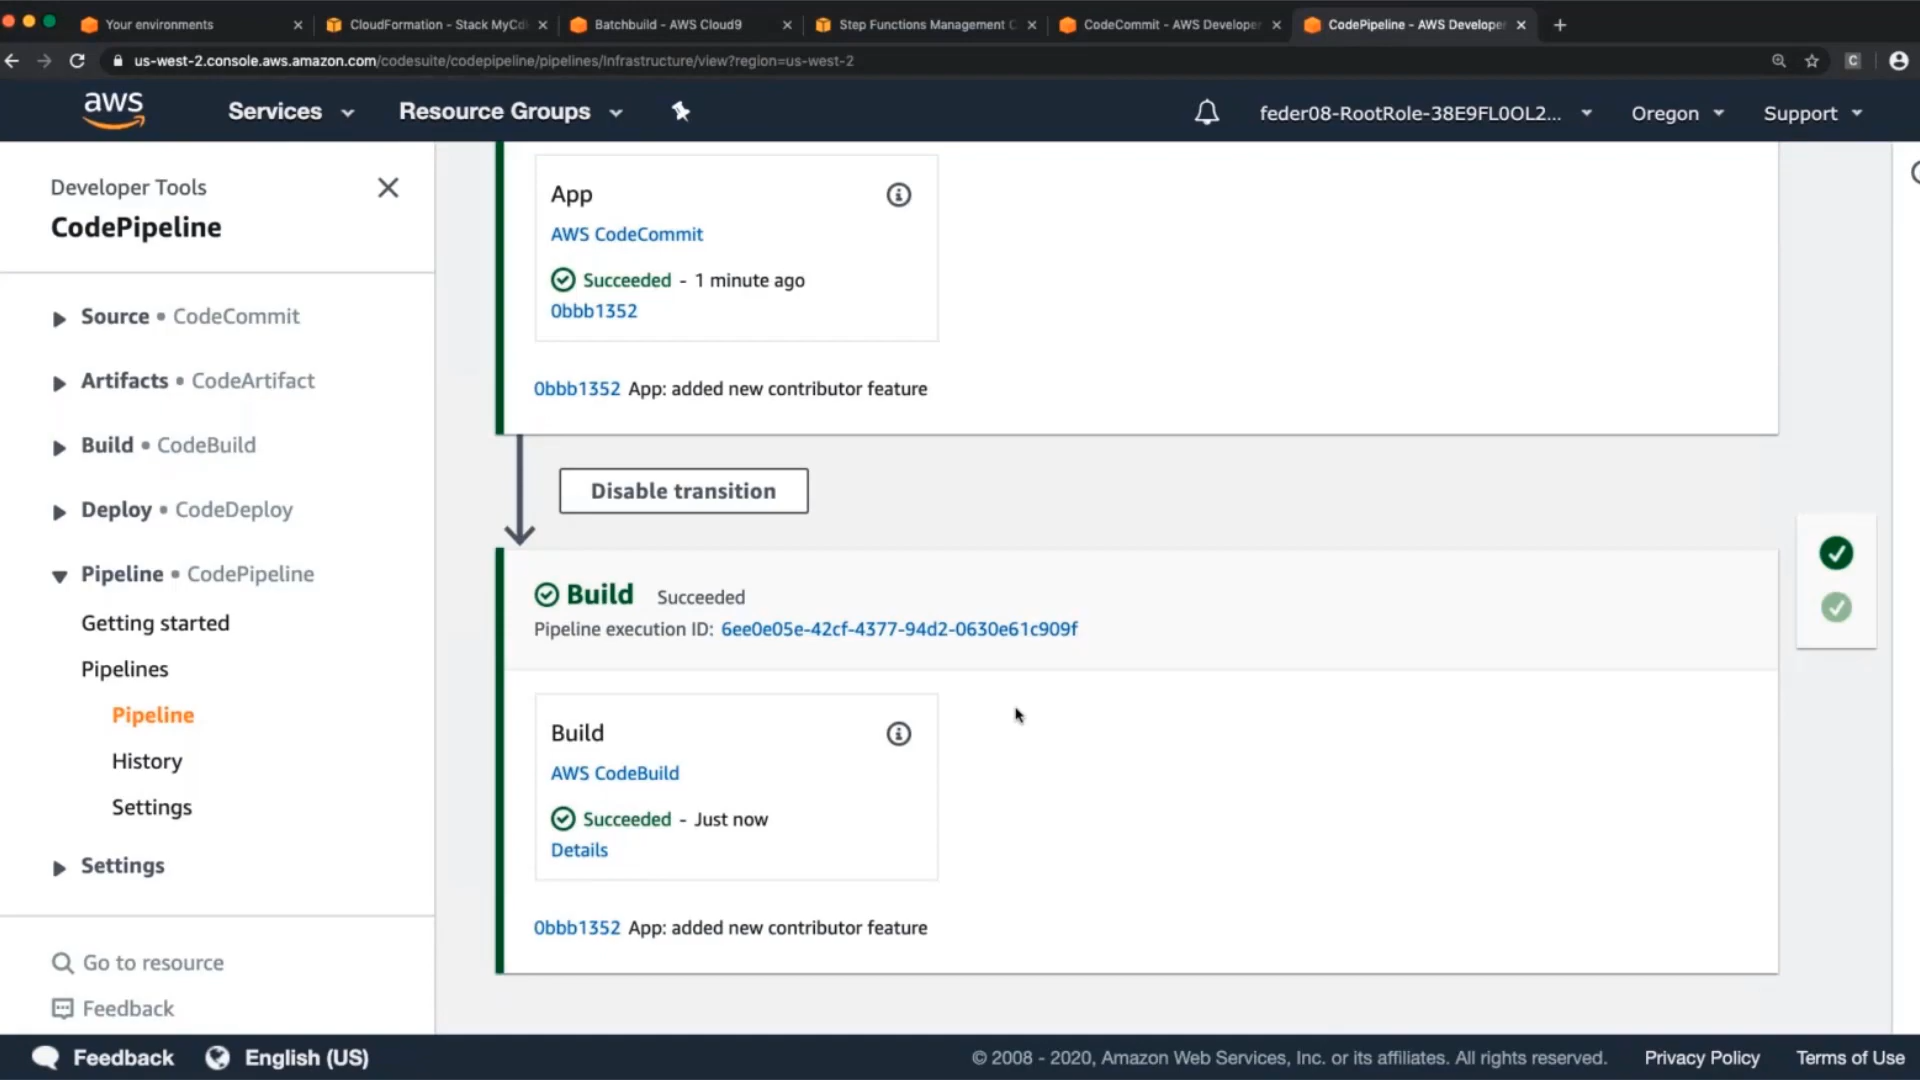 Your environments
CloudFormation - Stack MyCd
Batchbuild - AWS Cloud9
Step Functions Management C
CodeCommit - AWS Developer
CodePipeline - AWS Developer
us-west-2.console.aws.amazon.com/codesuite/codepipeline/pipelines/Infrastructure/view?region=us-west-2
C
aws
Services
Resource Groups
feder08-RootRole-38E9FL0OL2...
Oregon
Support
Developer Tools
CodePipeline
Source • CodeCommit
Artifacts • CodeArtifact
Build • CodeBuild
Deploy • CodeDeploy
Pipeline • CodePipeline
Getting started
Pipelines
Pipeline
History
Settings
Settings
Go to resource
Feedback
App
AWS CodeCommit
Succeeded - 1 minute ago
0bbb1352
0bbb1352 App: added new contributor feature
Disable transition
Build Succeeded
Pipeline execution ID: 6ee0e05e-42cf-4377-94d2-0630e61c909f
Build
AWS CodeBuild
Succeeded - Just now
Details
0bbb1352 App: added new contributor feature
Feedback
English (US)
© 2008 - 2020, Amazon Web Services, Inc. or its affiliates. All rights reserved.
Privacy Policy
Terms of Use